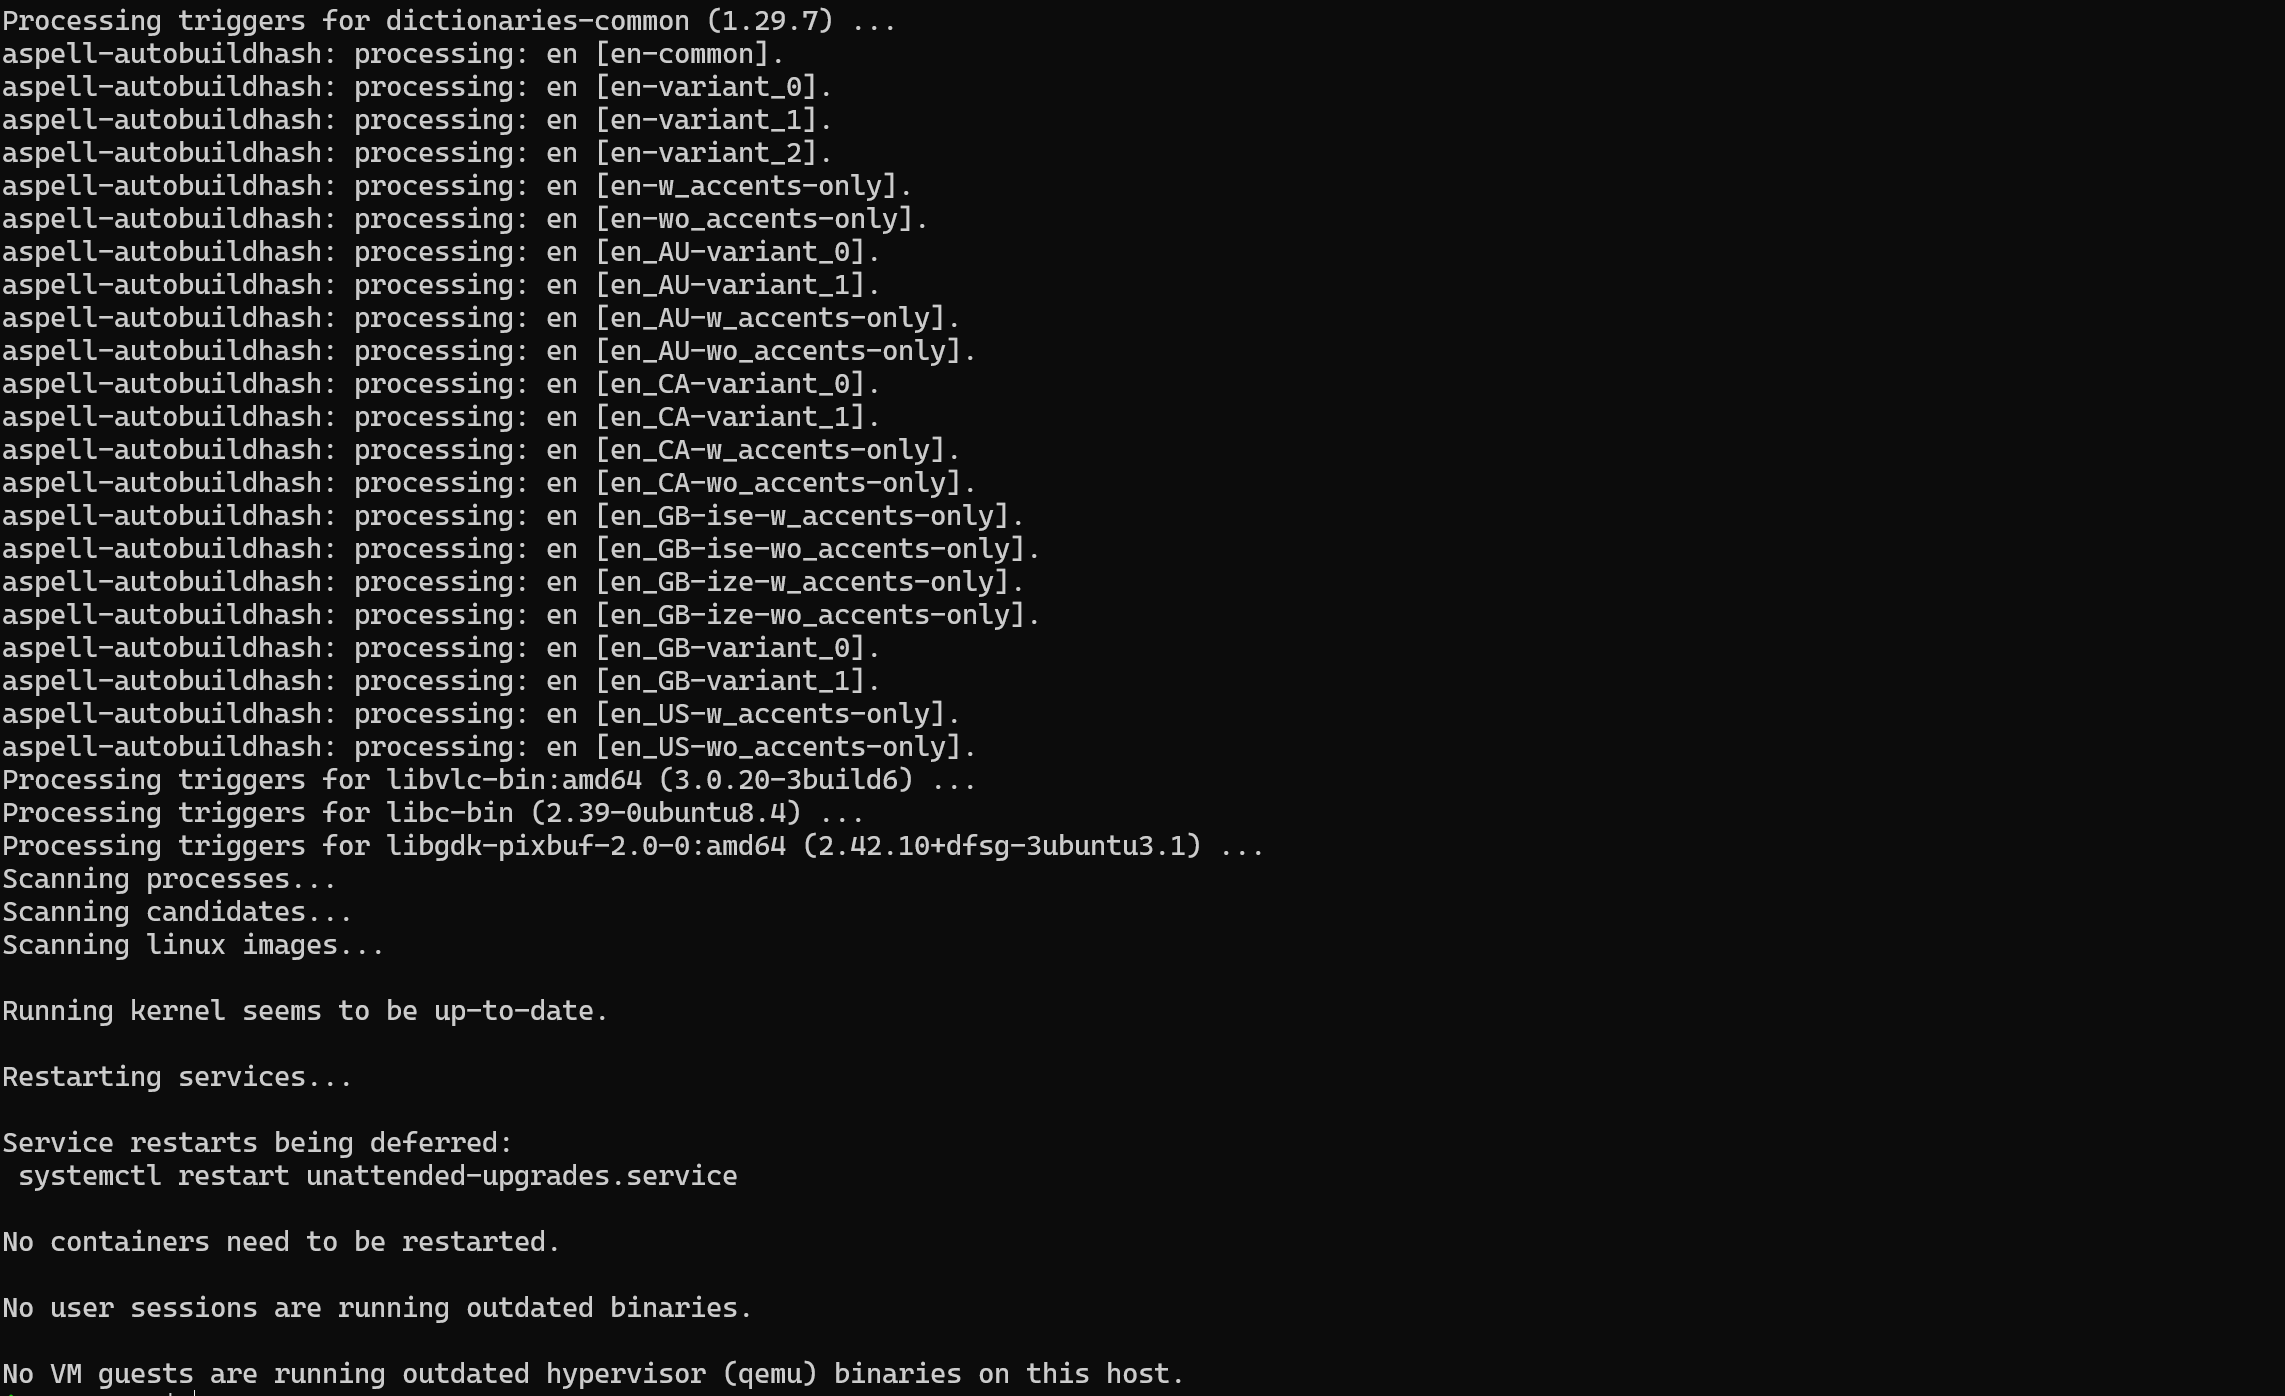 Processing triggers for dictionaries-common (1.29.7) ...
aspell-autobuildhash: processing: en [en-common].
aspell-autobuildhash: processing: en [en-variant_0].
aspell-autobuildhash: processing: en [en-variant_1].
aspell-autobuildhash: processing: en [en-variant_2].
aspell-autobuildhash: processing: en [en-w_accents-only].
aspell-autobuildhash: processing: en [en-wo_accents-only].
aspell-autobuildhash: processing: en [en_AU-variant_0].
aspell-autobuildhash: processing: en [en_AU-variant_1].
aspell-autobuildhash: processing: en [en_AU-w_accents-only].
aspell-autobuildhash: processing: en [en_AU-wo_accents-only].
aspell-autobuildhash: processing: en [en_CA-variant_0].
aspell-autobuildhash: processing: en [en_CA-variant_1].
aspell-autobuildhash: processing: en [en_CA-w_accents-only].
aspell-autobuildhash: processing: en [en_CA-wo_accents-only].
aspell-autobuildhash: processing: en [en_GB-ise-w_accents-only].
aspell-autobuildhash: processing: en [en_GB-ise-wo_accents-only].
aspell-autobuildhash: processing: en [en_GB-ize-w_accents-only].
aspell-autobuildhash: processing: en [en_GB-ize-wo_accents-only].
aspell-autobuildhash: processing: en [en_GB-variant_0].
aspell-autobuildhash: processing: en [en_GB-variant_1].
aspell-autobuildhash: processing: en [en_US-w_accents-only].
aspell-autobuildhash: processing: en [en_US-wo_accents-only].
Processing triggers for libvlc-bin:amd64 (3.0.20-3build6) ...
Processing triggers for libc-bin (2.39-0ubuntu8.4) ...
Processing triggers for libgdk-pixbuf-2.0-0:amd64 (2.42.10+dfsg-3ubuntu3.1) ...
Scanning processes...
Scanning candidates...
Scanning linux images...
Running kernel seems to be up-to-date.
Restarting services...
Service restarts being deferred:
systemctl restart unattended-upgrades.service
No containers need to be restarted.
No user sessions are running outdated binaries.
No VM guests are running outdated hypervisor (qemu) binaries on this host.